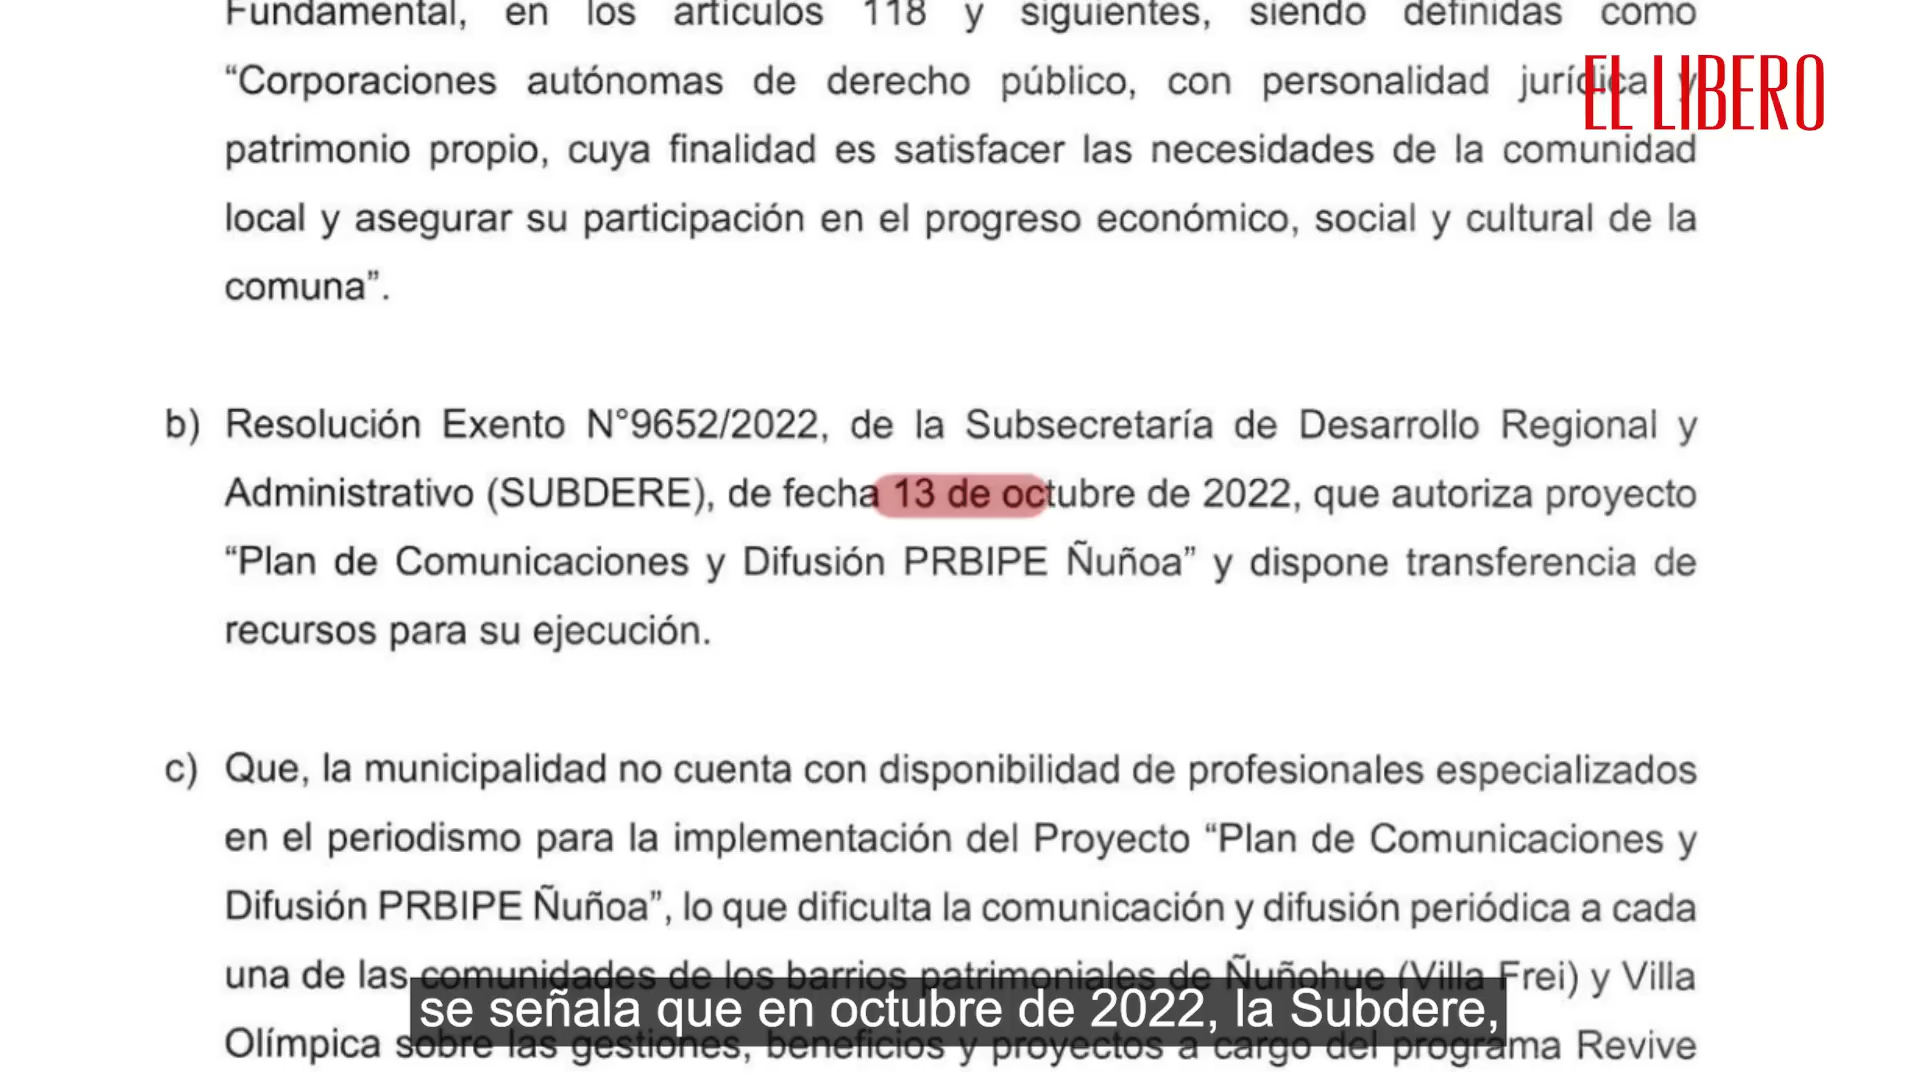 Fundamental, en los artículos 118 y siguientes, siendo definidas como
“Corporaciones autónomas de derecho público, con personalidad jurídica y
EL LIBERO
patrimonio propio, cuya finalidad es satisfacer las necesidades de la comunidad
local y asegurar su participación en el progreso económico, social y cultural de la
comuna”.
b) Resolución Exento N°9652/2022, de la Subsecretaría de Desarrollo Regional y
Administrativo (SUBDERE), de fecha 13 de octubre de 2022, que autoriza proyecto
“Plan de Comunicaciones y Difusión PRBIPE Ñuñoa” y dispone transferencia de
recursos para su ejecución.
c) Que, la municipalidad no cuenta con disponibilidad de profesionales especializados
en el periodismo para la implementación del Proyecto “Plan de Comunicaciones y
Difusión PRBIPE Ñuñoa”, lo que dificulta la comunicación y difusión periódica a cada
una de las comunidades de los barrios patrimoniales de Ñuñohue (Villa Frei) y Villa
se señala que en octubre de 2022, la Subdere,
Olímpica sobre las gestiones, beneficios y proyectos a cargo del programa Revive